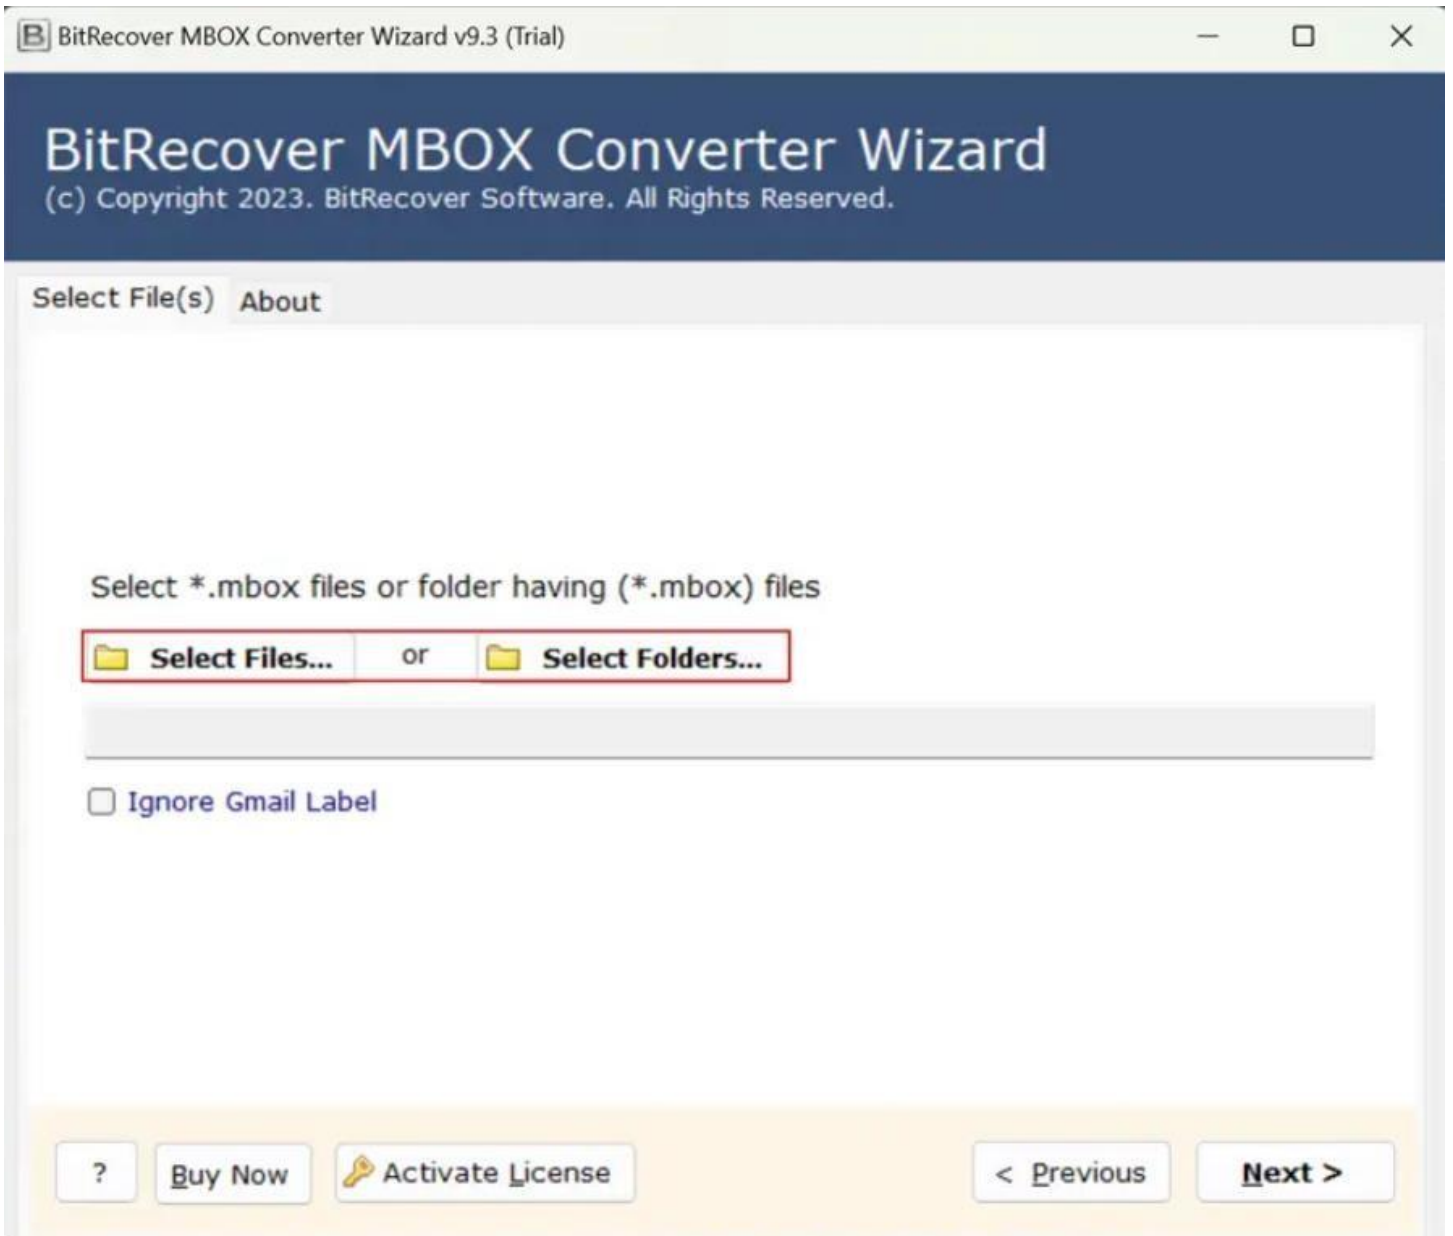 BitRecover MBOX Converter Wizard v9.3 (Trial)
BitRecover MBOX Converter Wizard
(c) Copyright 2023. BitRecover Software. All Rights Reserved.
Select File(s) About
Select *.mbox files or folder having (*.mbox) files
Select Files... or Select Folders...
Ignore Gmail Label
? Buy Now Activate License < Previous Next >